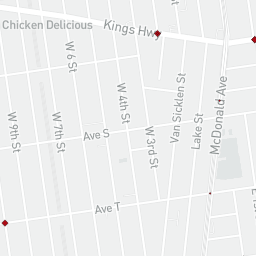 Chicken Delicious
Kings Hwy
W 6 St
W 4th St
Van Sicklen St
McDonald Ave
W 9th St
W 7th St
Ave S
W 3rd St
Lake St
Ave T